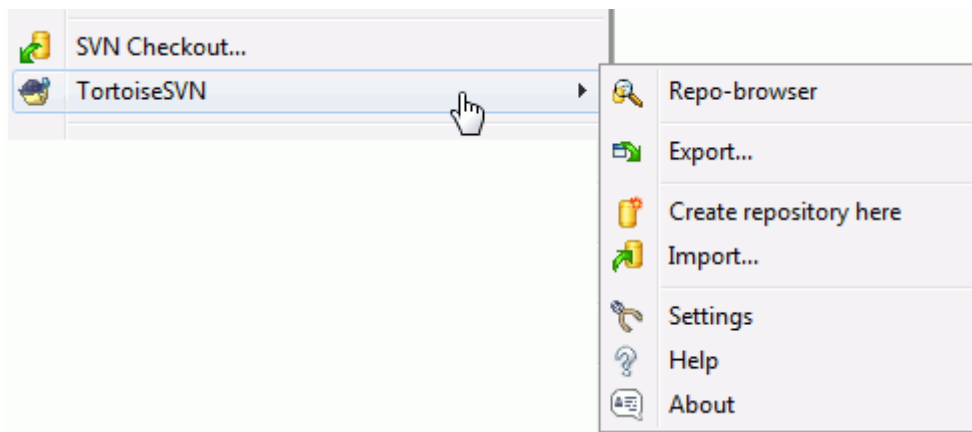 SVN Checkout...
TortoiseSVN
Repo-browser
Export...
Create repository here
Import...
Settings
Help
About